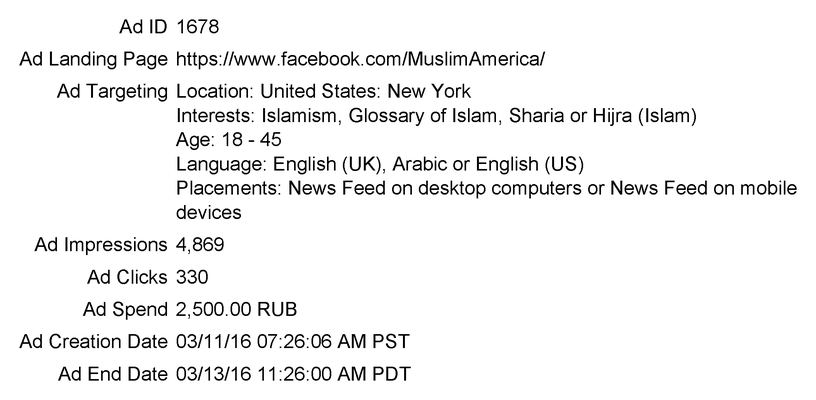 Ad ID 1678
Ad Landing Page https://www.facebook.com/MuslimAmerica/
Ad Targeting Location: United States: New York
Interests: Islamism, Glossary of Islam, Sharia or Hijra (Islam)
Age: 18 - 45
Language: English (UK), Arabic or English (US)
Placements: News Feed on desktop computers or News Feed on mobile
devices
Ad Impressions 4,869
Ad Clicks 330
Ad Spend 2,500.00 RUB
Ad Creation Date 03/11/16 07:26:06 AM PST
Ad End Date 03/13/16 11:26:00 AM PDT